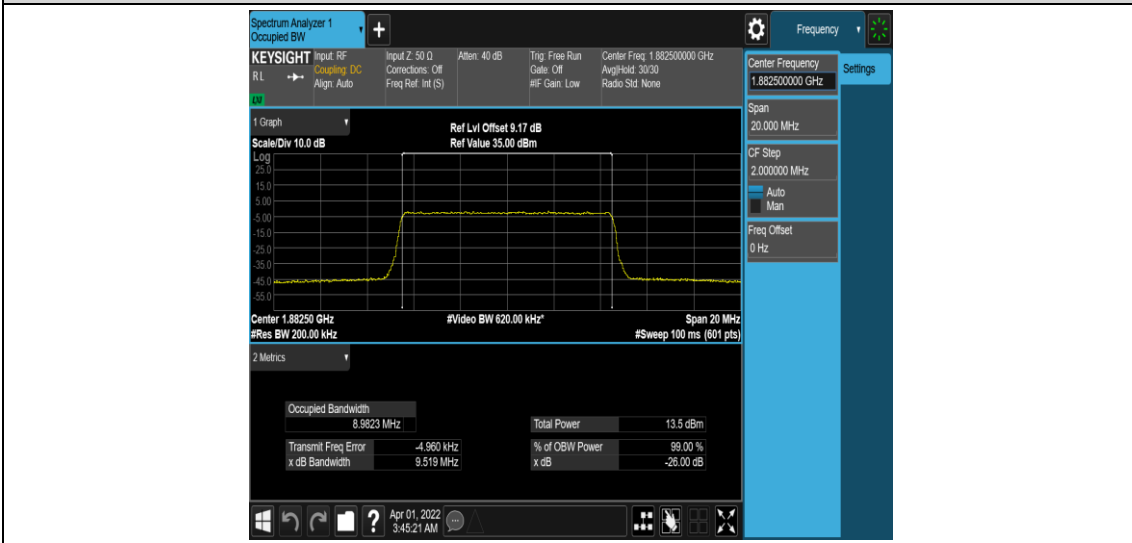 Spectrum Analyzer 1
Occupied BW
+
Frequency
KEYSIGHT
R L
LXI
Input: RF
Coupling: DC
Align: Auto
Input Z: 50 Ω
Corrections: Off
Freq Ref: Int (S)
Atten: 40 dB
Trig: Free Run
Gate: Off
#IF Gain: Low
Center Freq: 1.882500000 GHz
Avg|Hold: 30/30
Radio Std: None
Center Frequency
1.882500000 GHz
Settings
Span
20.000 MHz
CF Step
2.000000 MHz
Auto
Man
Freq Offset
0 Hz
1 Graph
Ref Lvl Offset 9.17 dB
Scale/Div 10.0 dB
Ref Value 35.00 dBm
Log
25.0
15.0
5.00
-5.00
-15.0
-25.0
-35.0
-45.0
-55.0
Center 1.88250 GHz
#Video BW 620.00 kHz*
Span 20 MHz
#Res BW 200.00 kHz
#Sweep 100 ms (601 pts)
2 Metrics
Occupied Bandwidth
8.9823 MHz
Total Power 13.5 dBm
Transmit Freq Error -4.960 kHz
% of OBW Power 99.00 %
x dB Bandwidth 9.519 MHz
x dB -26.00 dB
?
Apr 01, 2022
3:45:21 AM